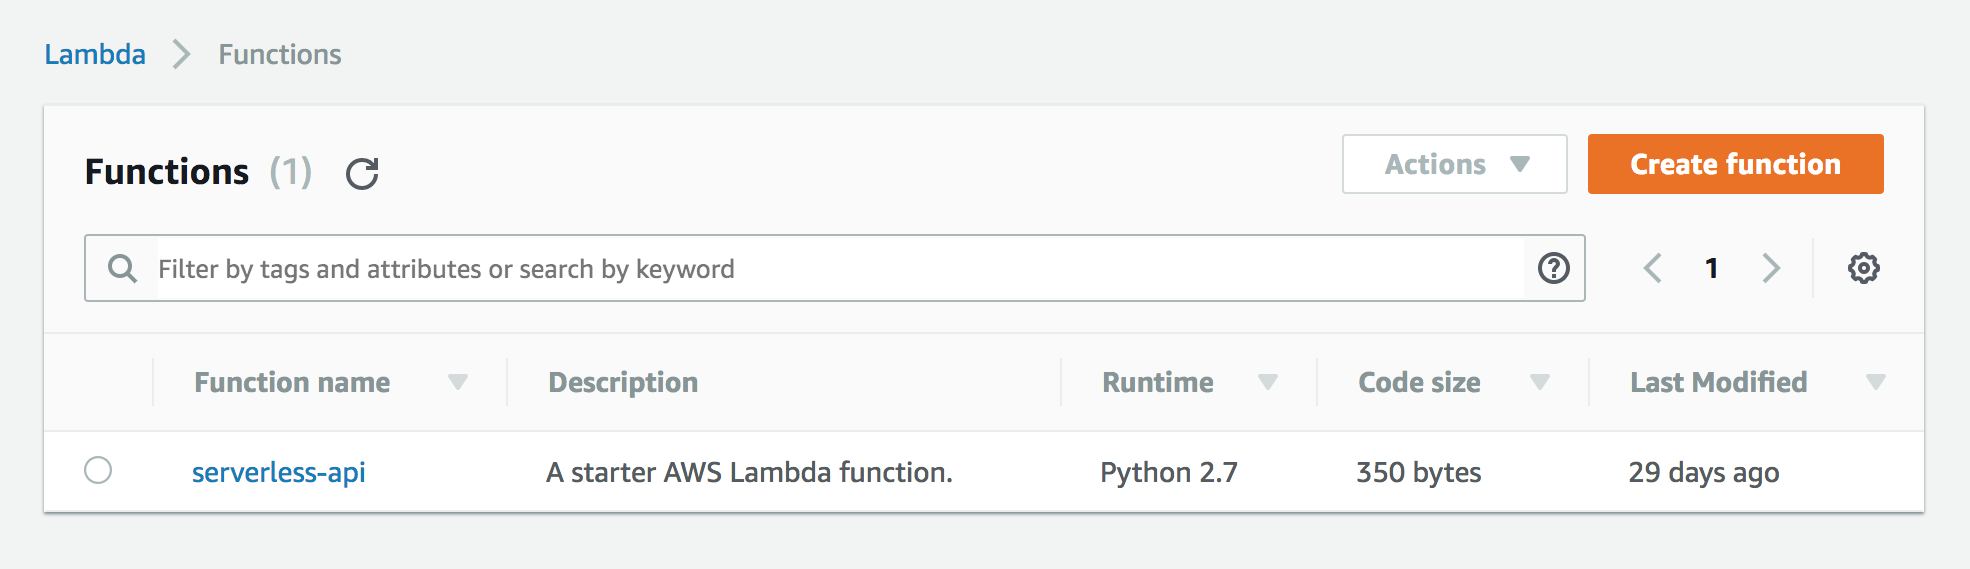 Lambda > Functions
Functions (1)
Actions
Create function
Filter by tags and attributes or search by keyword
1
Function name Description Runtime Code size Last Modified
serverless-api A starter AWS Lambda function. Python 2.7 350 bytes 29 days ago